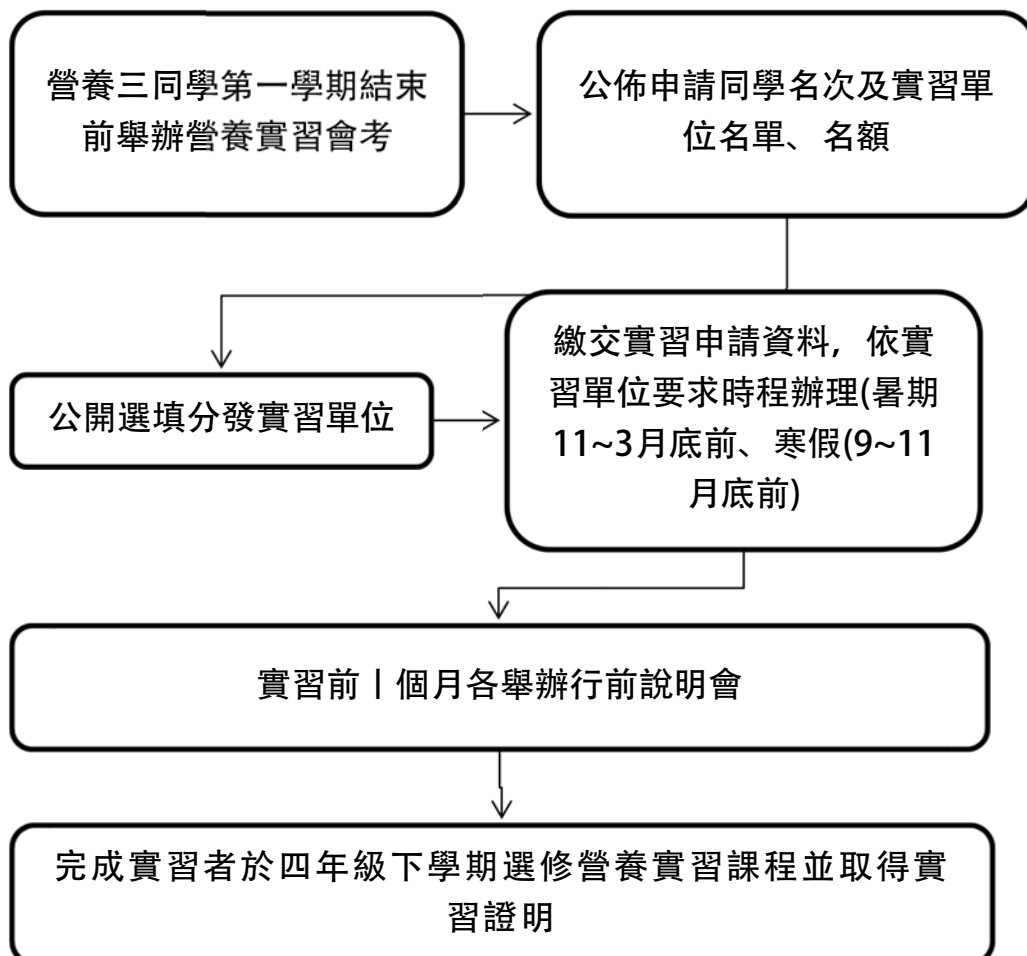 營養三同學第一學期結束
前舉辦營養實習會考
公佈申請同學名次及實習單
位名單、名額
公開選填分發實習單位
繳交實習申請資料，依實
習單位要求時程辦理(暑期
11~3月底前、寒假(9~11
月底前)
實習前丨個月各舉辦行前說明會
完成實習者於四年級下學期選修營養實習課程並取得實
習證明